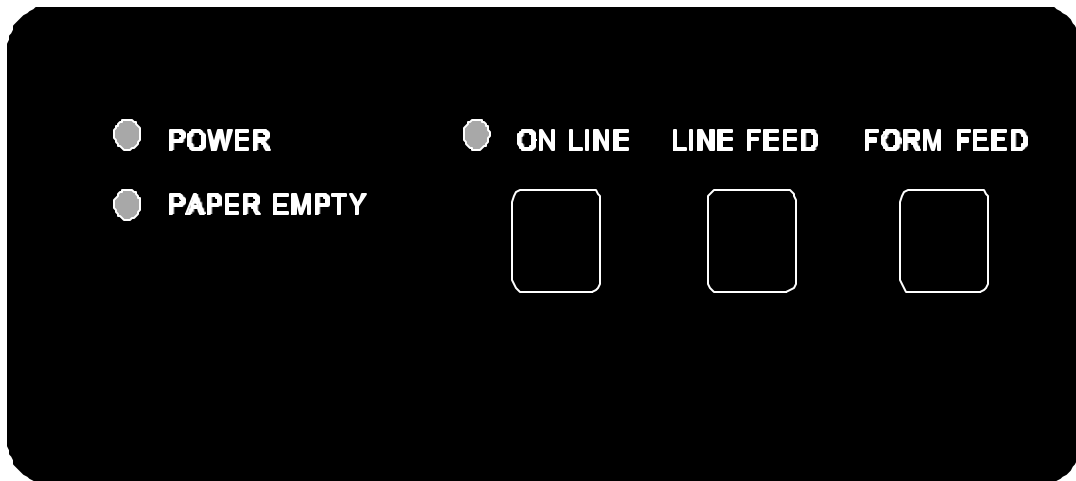 POWER
ON LINE
LINE FEED
FORM FEED
PAPER EMPTY